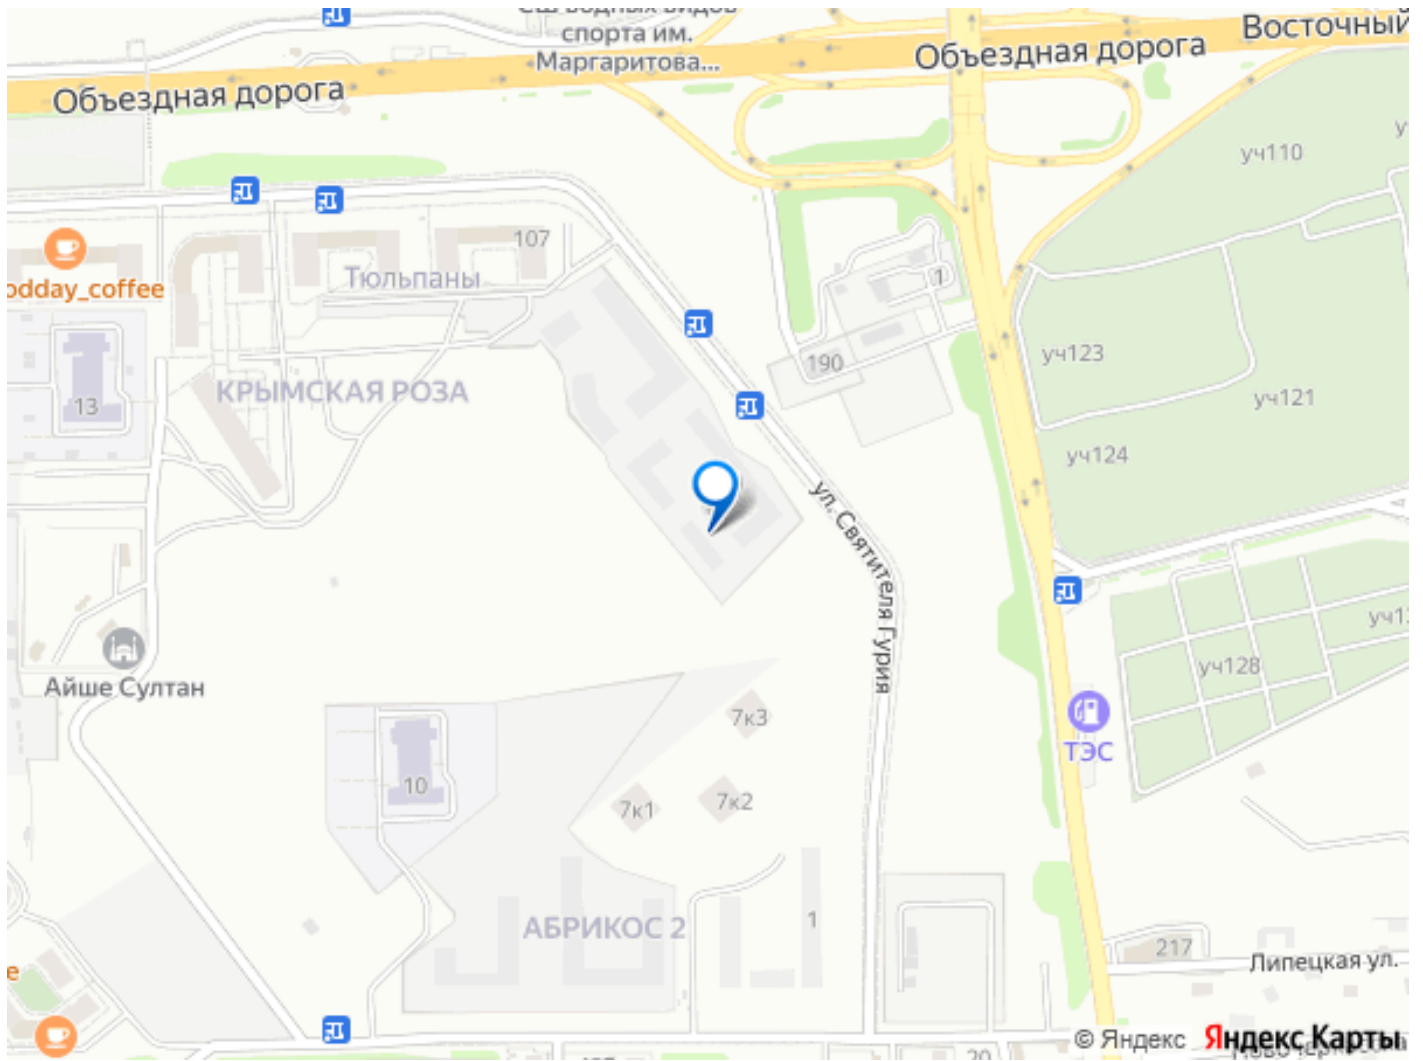 спорта им.
Маргаритова...
Объездная дорога
Восточный
Объездная дорога
уч110
107
Тюльпаны
odday_coffee
1
190
уч123
13
КРЫМСКАЯ РОЗА
уч121
уч124
ул. Святителя Гурия
Айше Султан
уч128
7к3
ТЭС
10
7к1
7к2
АБРИКОС 2
1
217
Липецкая ул.
е
20
© Яндекс
Яндекс Карты